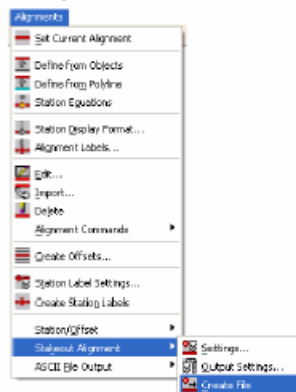 Alignments
Set Current Alignment
Define from Objects
Define from Polyline
Station Equations
Station Display Format...
Alignment Labels...
Edit...
Import...
Delete
Alignment Commands
Create Offsets...
Station Label Settings...
Create Station Labels
Station/Offset
Stakeout Alignment
ASCII File Output
Settings...
Output Settings...
Create File